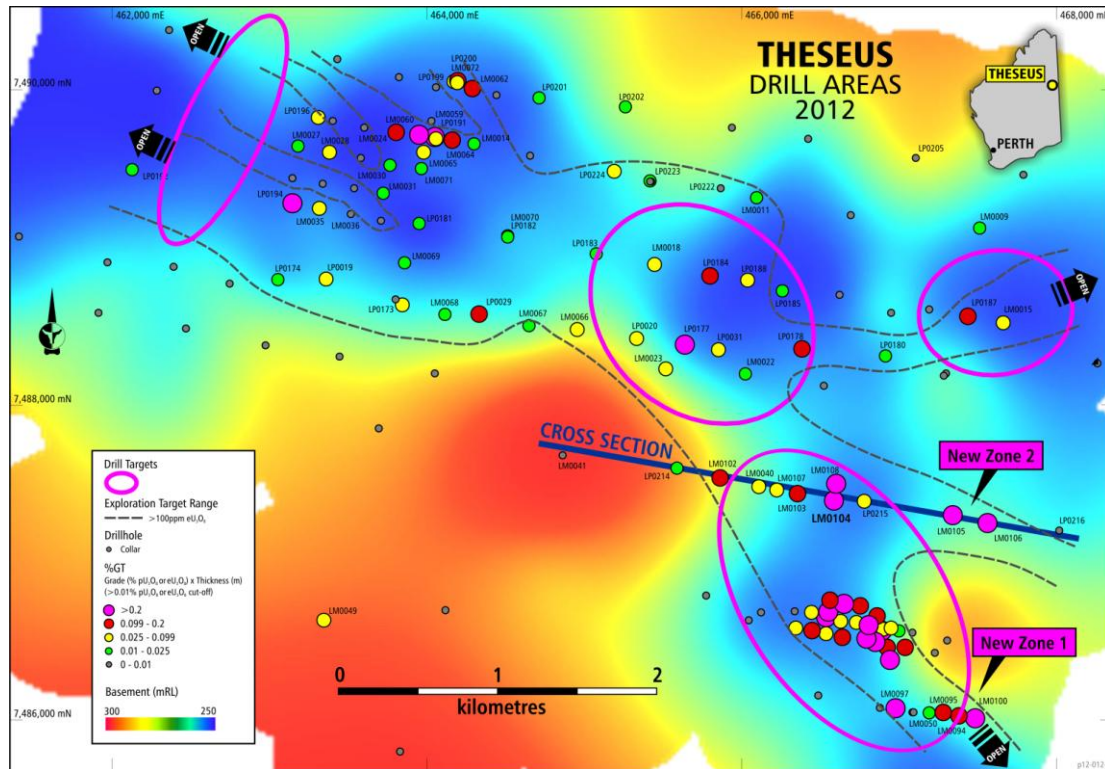 462,000 mE
464,000 mE
466,000 mE
468,000 mE
7,490,000 mN
7,488,000 mN
7,486,000 mN
THESEUS
DRILL AREAS
2012
THESEUS
PERTH
OPEN
OPEN
OPEN
OPEN
LP0200
LM0072
LP0199
LM0062
LP0201
LP0202
LP0196
LM0059
LM0060
LP0191
LM0024
LM0014
LM0027
LM0028
LM0064
LM0065
LM0030
LM0071
LP0205
LP0224
LP0223
LP0222
LM0031
LP0194
LM0035
LM0036
LP0181
LM0011
LM0009
LM0070
LP0182
LP0183
LM0018
LM0069
LP0174
LP0019
LP0184
LP0188
LP0185
LP0187
LM0015
LP0173
LM0068
LP0029
LM0067
LM0066
LP0020
LP0177
LP0031
LP0178
LP0180
LM0023
LM0022
CROSS SECTION
LM0041
LP0214
LM0102
LM0040
LM0107
LM0103
LM0108
LM0104
LP0215
New Zone 2
LM0105
LM0106
LP0216
LM0049
New Zone 1
LM0097
LM0050
LM0095
LM0094
LM0100
Drill Targets
Exploration Target Range
>100ppm eU₃O₈
Drillhole
Collar
%GT
Grade (% pU₃O₈ or eU₃O₈) x Thickness (m)
(>0.01% pU₃O₈ or eU₃O₈ cut-off)
>0.2
0.099 - 0.2
0.025 - 0.099
0.01 - 0.025
0 - 0.01
Basement (mRL)
300
250
0
1
2
kilometres